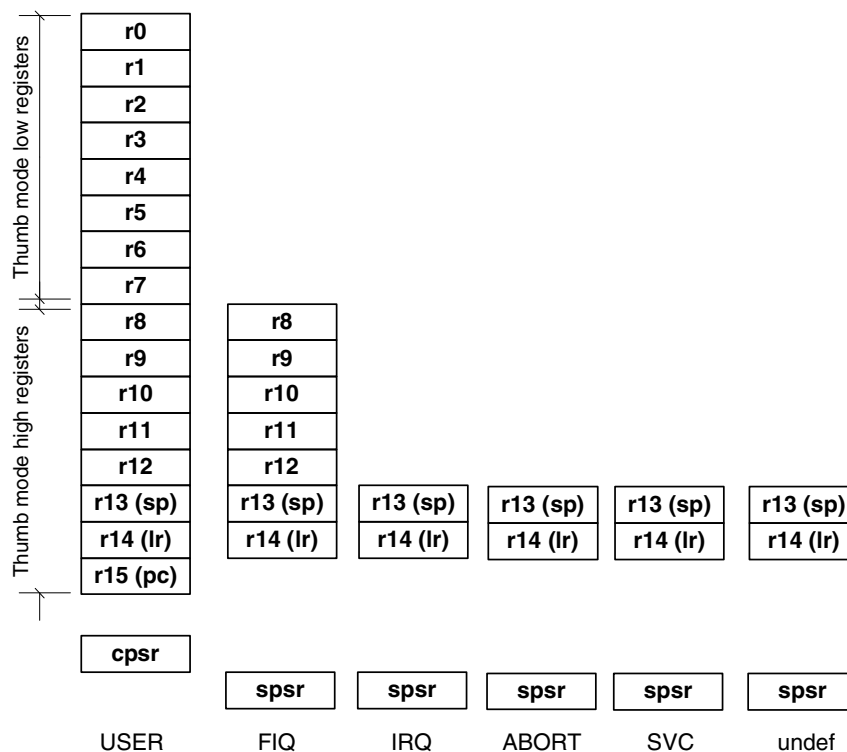 Thumb mode low registers
r0
r1
r2
r3
r4
r5
r6
r7
Thumb mode high registers
r8 r8
r9 r9
r10 r10
r11 r11
r12 r12
r13 (sp) r13 (sp) r13 (sp) r13 (sp) r13 (sp) r13 (sp)
r14 (lr) r14 (lr) r14 (lr) r14 (lr) r14 (lr) r14 (lr)
r15 (pc)
cpsr
spsr spsr spsr spsr spsr
USER FIQ IRQ ABORT SVC undef